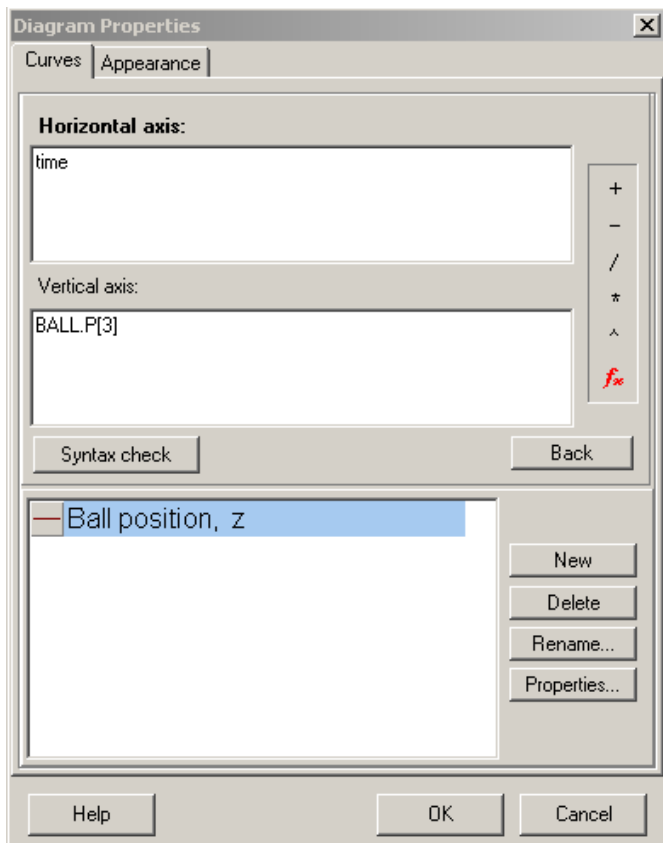 Diagram Properties
Curves Appearance
Horizontal axis:
time
+
-
/
*
^
fx
Vertical axis:
BALL.P[3]
Syntax check Back
Ball position, z
New
Delete
Rename...
Properties...
Help OK Cancel